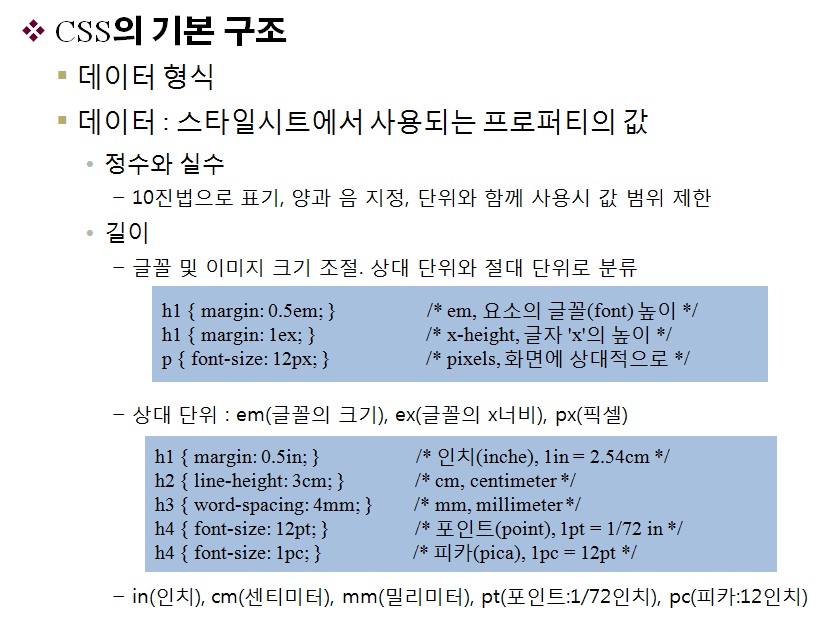 CSS의 기본 구조
데이터 형식
데이터 : 스타일시트에서 사용되는 프로퍼티의 값
정수와 실수
– 10진법으로 표기, 양과 음 지정, 단위와 함께 사용시 값 범위 제한
길이
– 글꼴 및 이미지 크기 조절. 상대 단위와 절대 단위로 분류
h1 { margin: 0.5em; } /* em, 요소의 글꼴(font) 높이 */
h1 { margin: 1ex; } /* x-height, 글자 'x'의 높이 */
p { font-size: 12px; } /* pixels, 화면에 상대적으로 */
– 상대 단위 : em(글꼴의 크기), ex(글꼴의 x너비), px(픽셀)
h1 { margin: 0.5in; } /* 인치(inche), 1in = 2.54cm */
h2 { line-height: 3cm; } /* cm, centimeter */
h3 { word-spacing: 4mm; } /* mm, millimeter */
h4 { font-size: 12pt; } /* 포인트(point), 1pt = 1/72 in */
h4 { font-size: 1pc; } /* 피카(pica), 1pc = 12pt */
– in(인치), cm(센티미터), mm(밀리미터), pt(포인트:1/72인치), pc(피카:12인치)